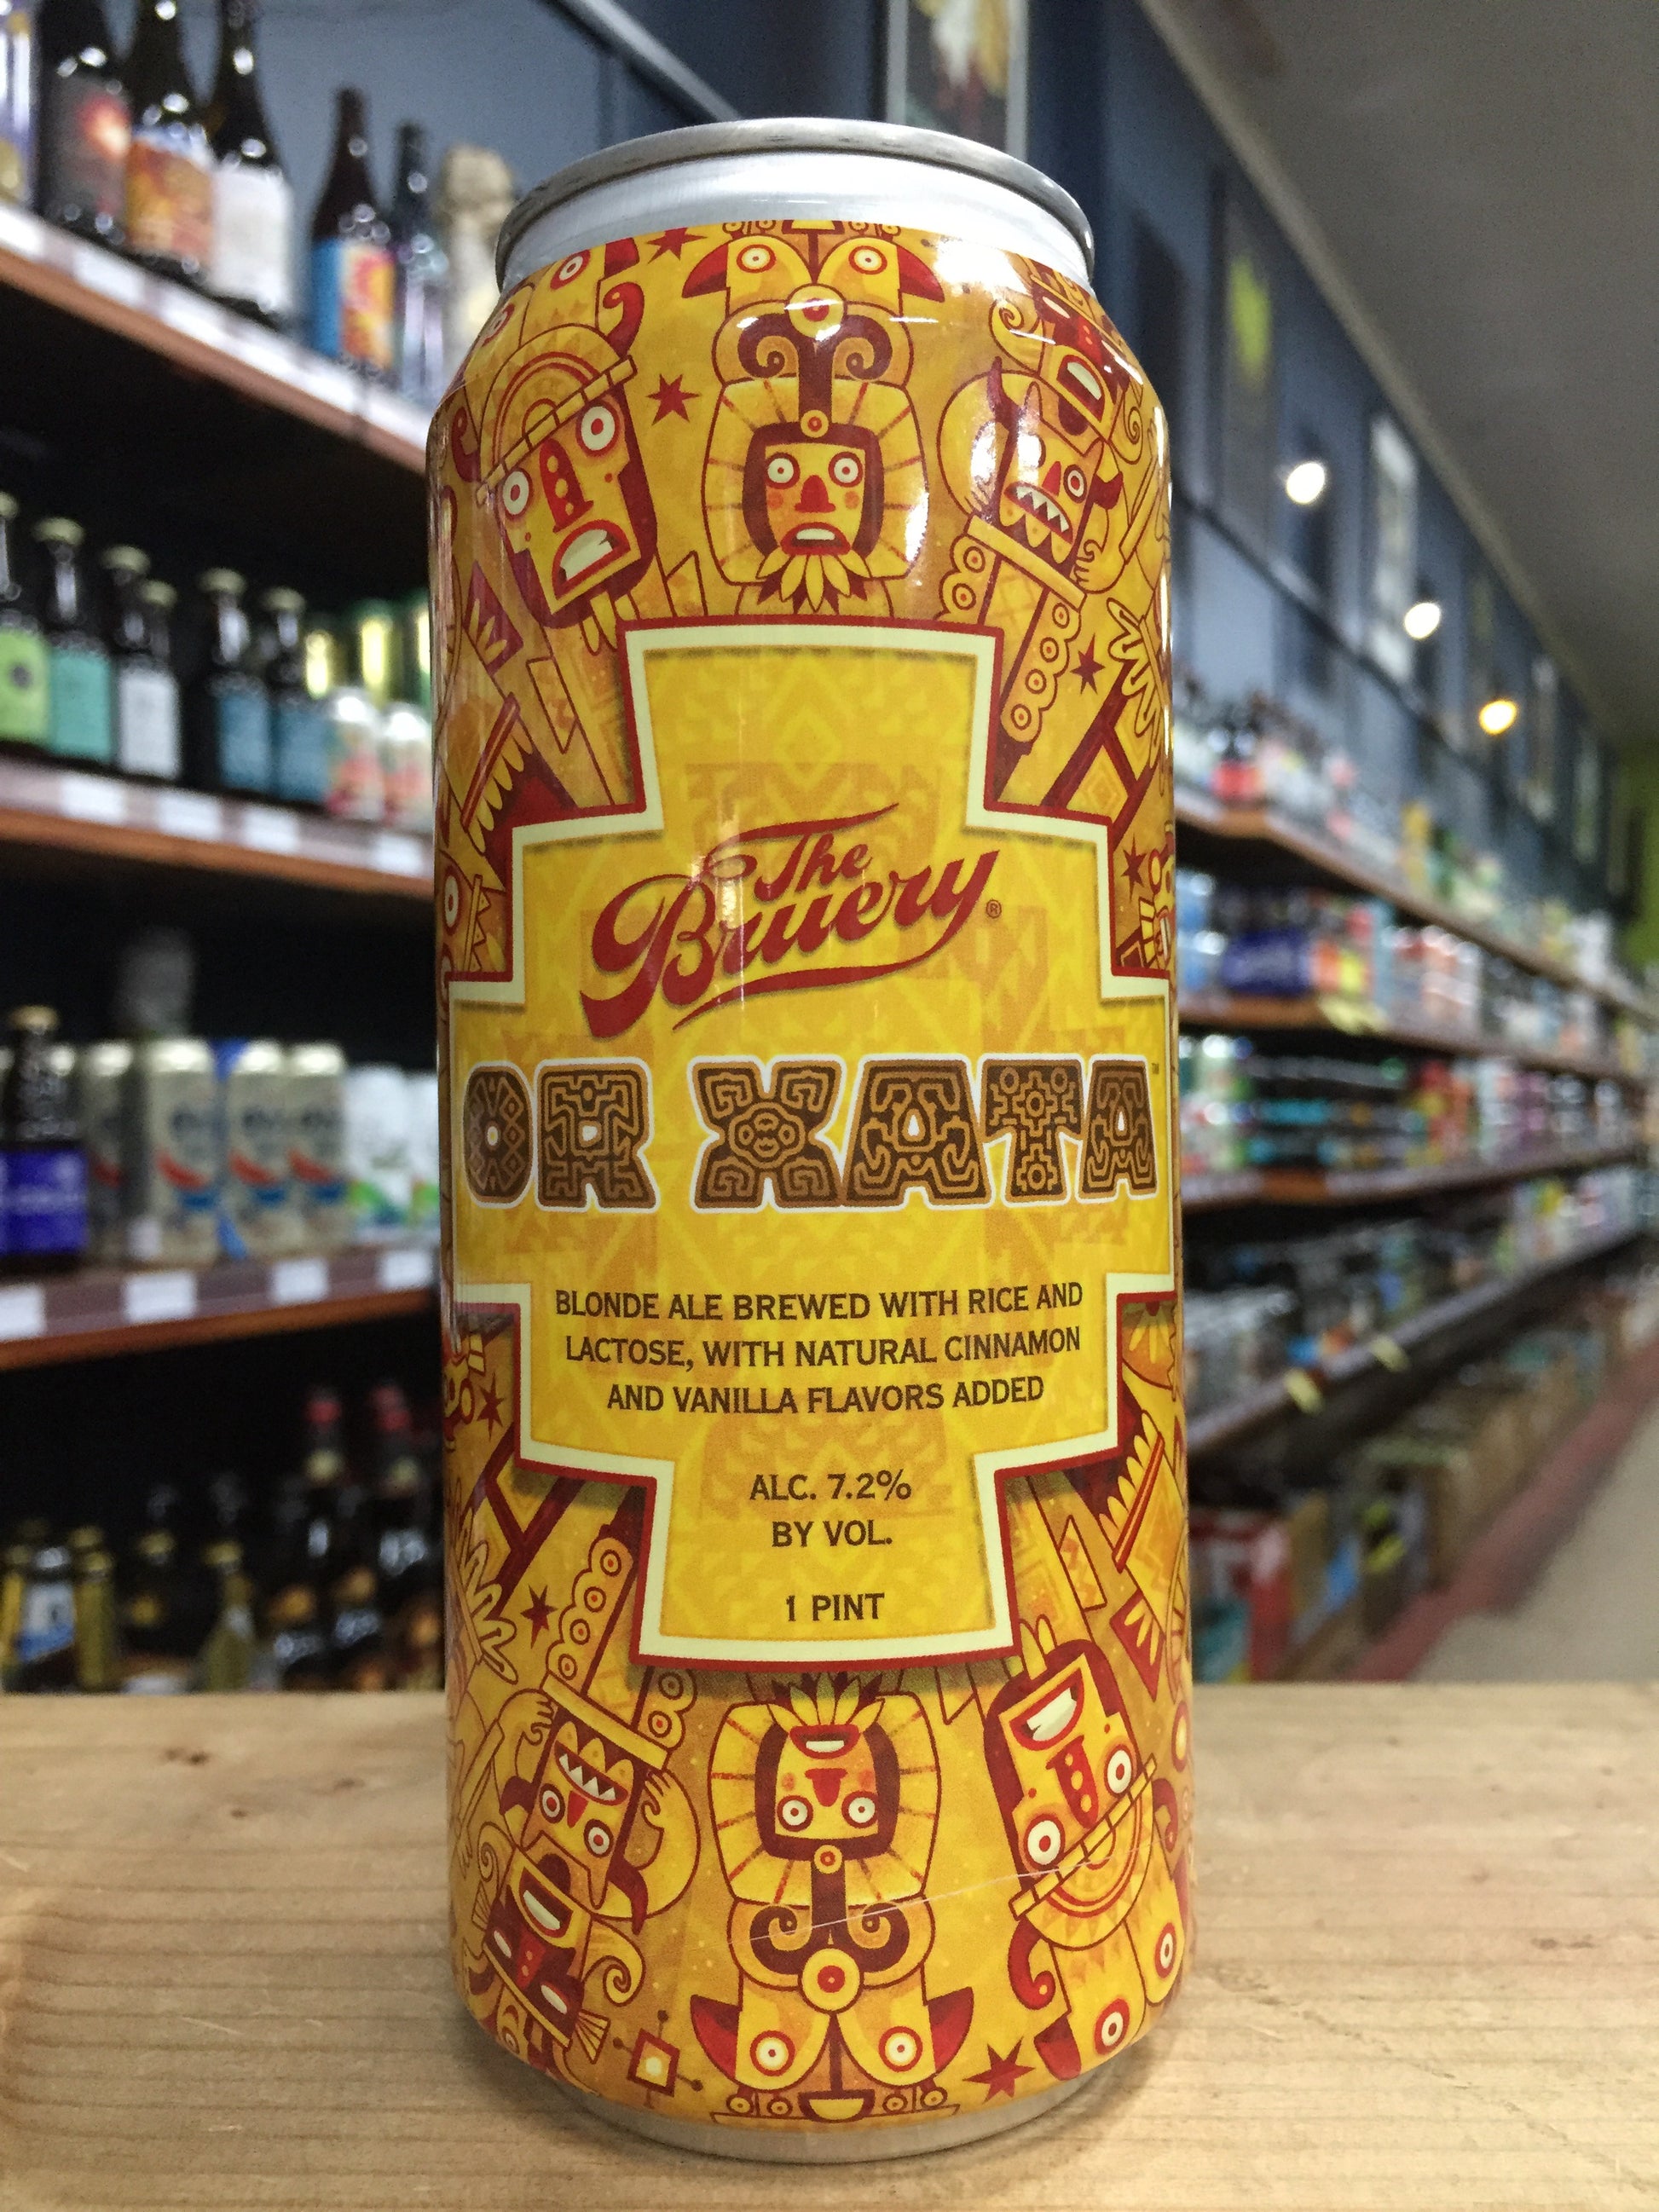 The
Bruery®
OR XATA™
BLONDE ALE BREWED WITH RICE AND
LACTOSE, WITH NATURAL CINNAMON
AND VANILLA FLAVORS ADDED
ALC. 7.2%
BY VOL.
1 PINT